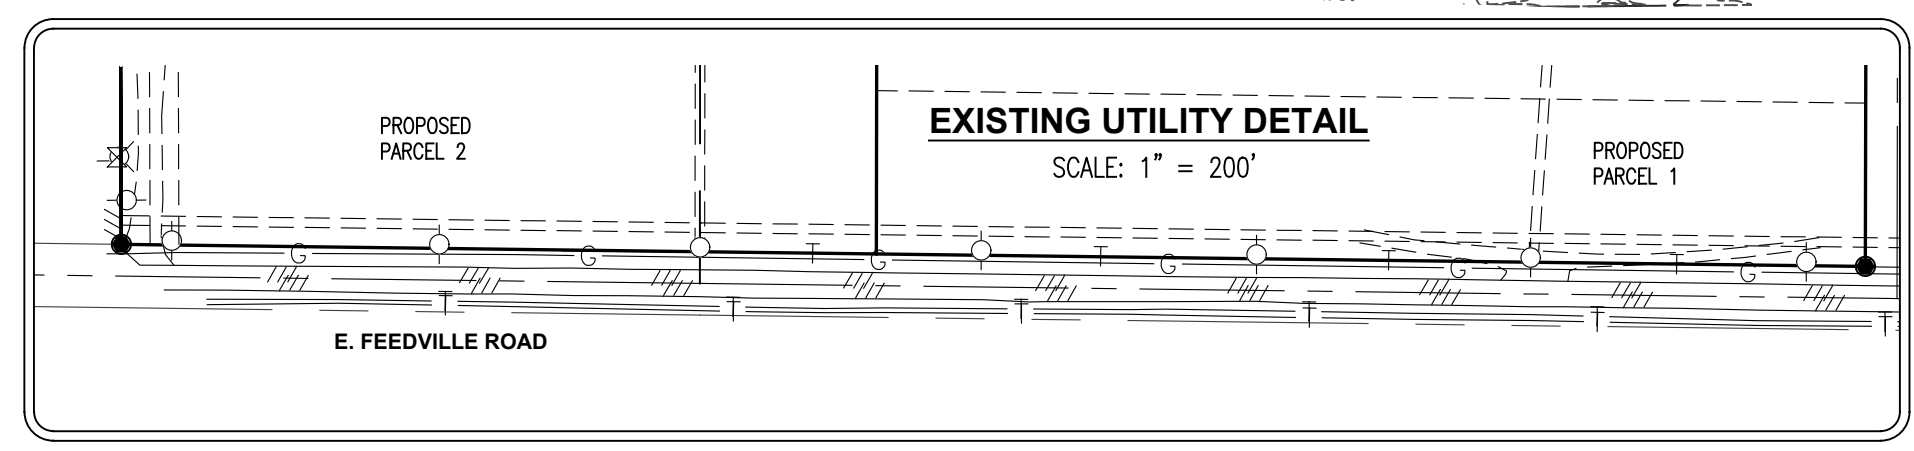 PROPOSED
PARCEL 2
EXISTING UTILITY DETAIL
SCALE: 1" = 200'
PROPOSED
PARCEL 1
G G T G T G T G T G
T T T T T T
E. FEEDVILLE ROAD